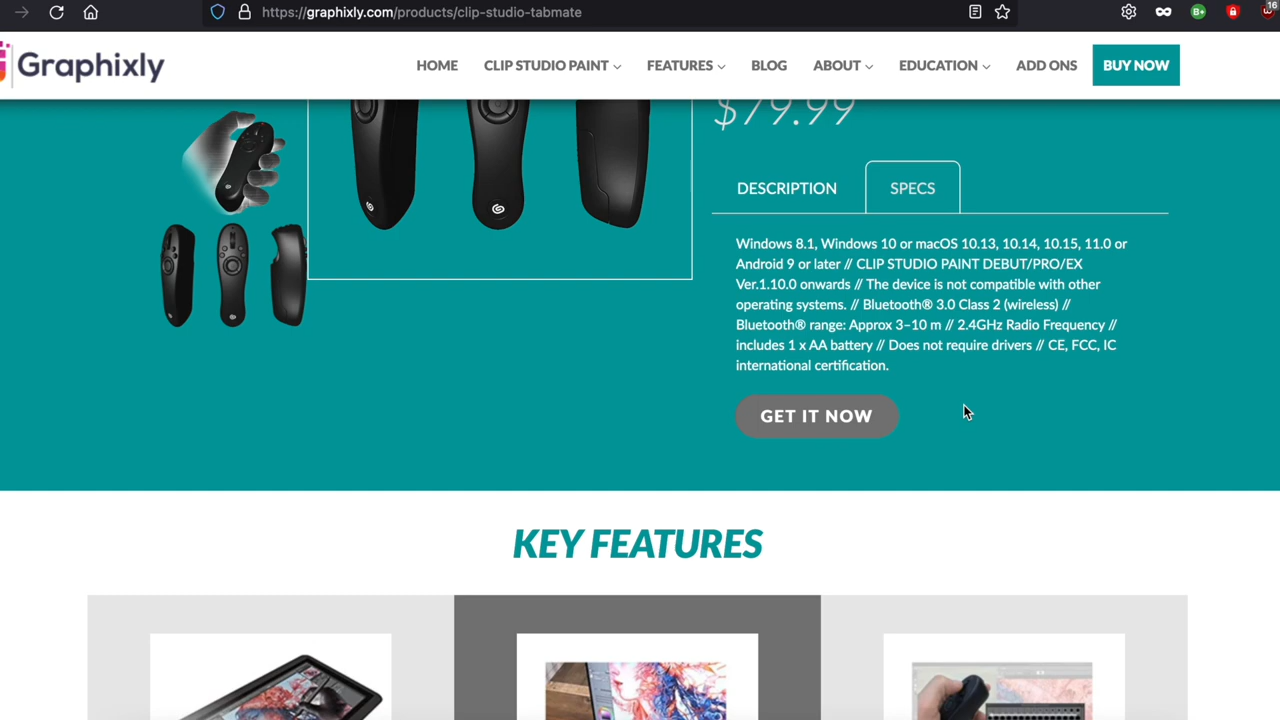 https://graphixly.com/products/clip-studio-tabmate
16
B+
Graphixly
HOME CLIP STUDIO PAINT FEATURES BLOG ABOUT EDUCATION ADD ONS BUY NOW
$79.99
DESCRIPTION SPECS
Windows 8.1, Windows 10 or macOS 10.13, 10.14, 10.15, 11.0 or
Android 9 or later // CLIP STUDIO PAINT DEBUT/PRO/EX
Ver.1.10.0 onwards // The device is not compatible with other
operating systems. // Bluetooth® 3.0 Class 2 (wireless) //
Bluetooth® range: Approx 3–10 m // 2.4GHz Radio Frequency //
includes 1 x AA battery // Does not require drivers // CE, FCC, IC
international certification.
GET IT NOW
KEY FEATURES